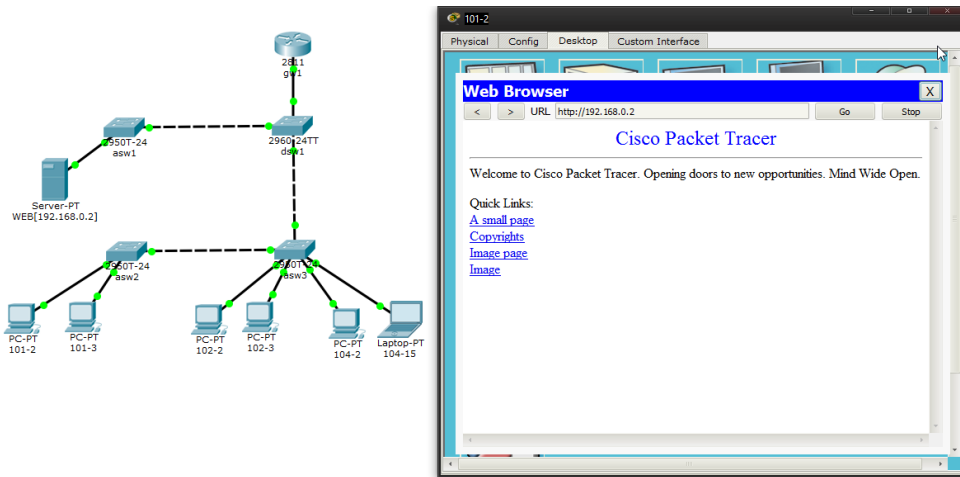 2811
gw1
2950T-24
asw1
2960-24TT
dsw1
Server-PT
WEB[192.168.0.2]
2950T-24
asw2
2950T-24
asw3
PC-PT
101-2
PC-PT
101-3
PC-PT
102-2
PC-PT
102-3
PC-PT
104-2
Laptop-PT
104-15
101-2
Physical
Config
Desktop
Custom Interface
Web Browser
X
<
>
URL
http://192.168.0.2
Go
Stop
Cisco Packet Tracer
Welcome to Cisco Packet Tracer. Opening doors to new opportunities. Mind Wide Open.
Quick Links:
A small page
Copyrights
Image page
Image